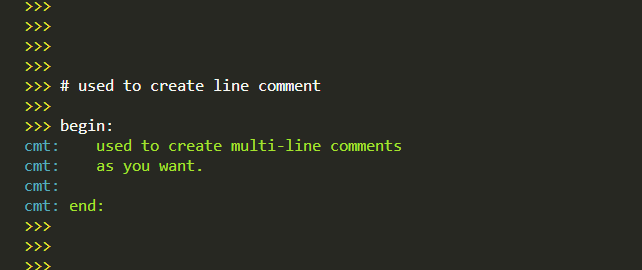 >>>
>>>
>>>
>>>
>>> # used to create line comment
>>>
>>> begin:
cmt:    used to create multi-line comments
cmt:    as you want.
cmt:
cmt: end:
>>>
>>>
>>>